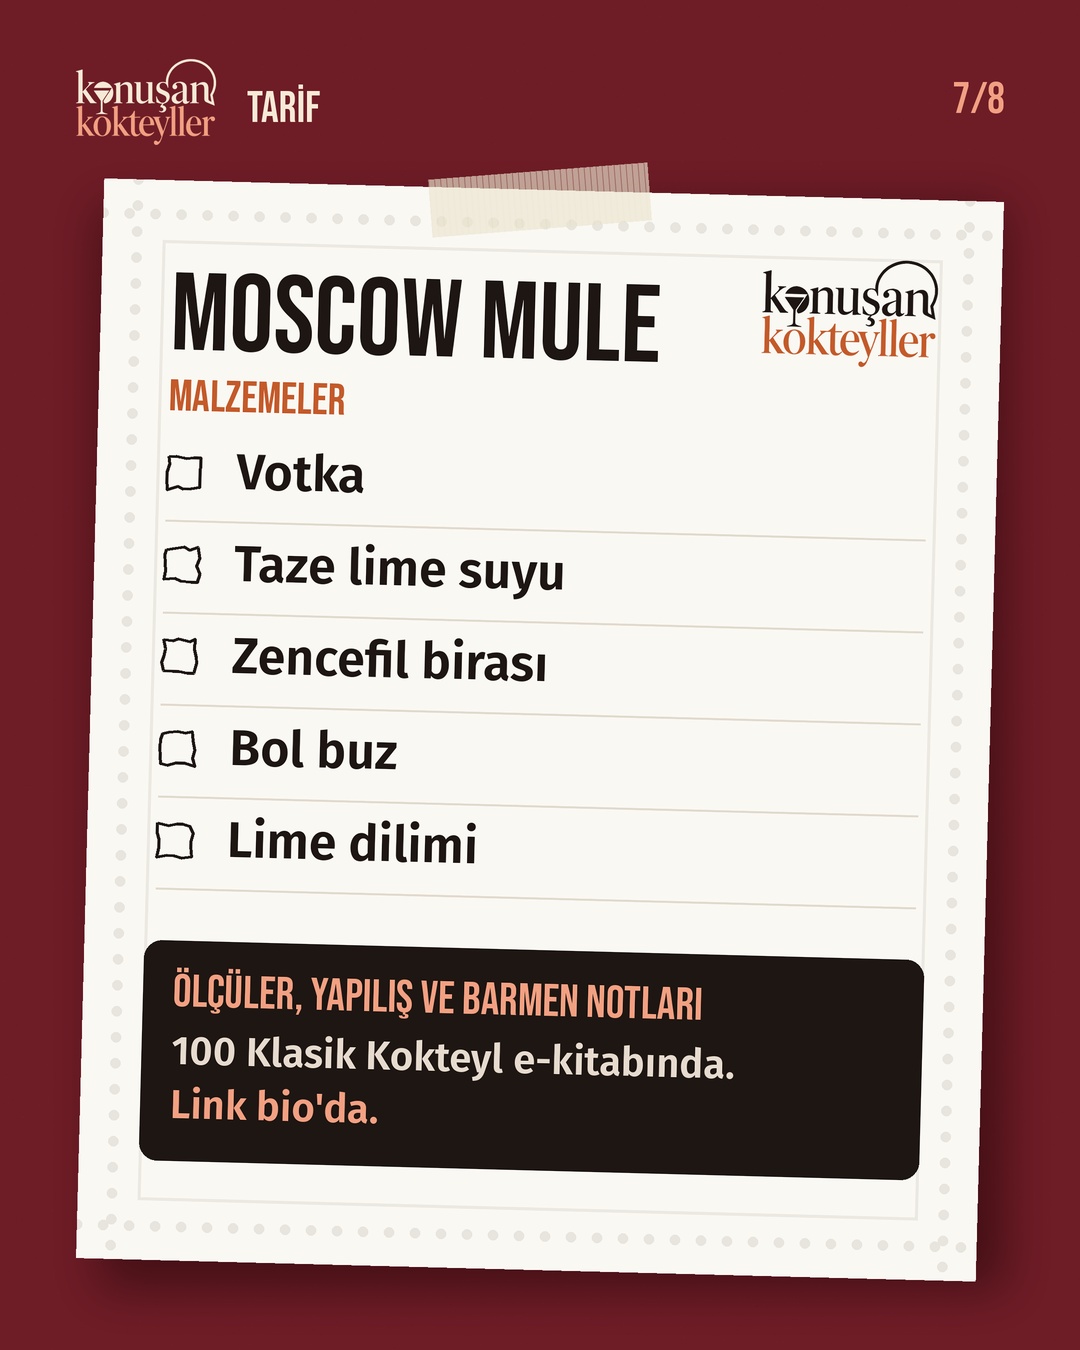 konuşan
kokteyller
TARİF
7/8
MOSCOW MULE
konuşan
kokteyller
MALZEMELER
Votka
Taze lime suyu
Zencefil birası
Bol buz
Lime dilimi
ÖLÇÜLER, YAPILIŞ VE BARMEN NOTLARI
100 Klasik Kokteyl e-kitabında.
Link bio'da.